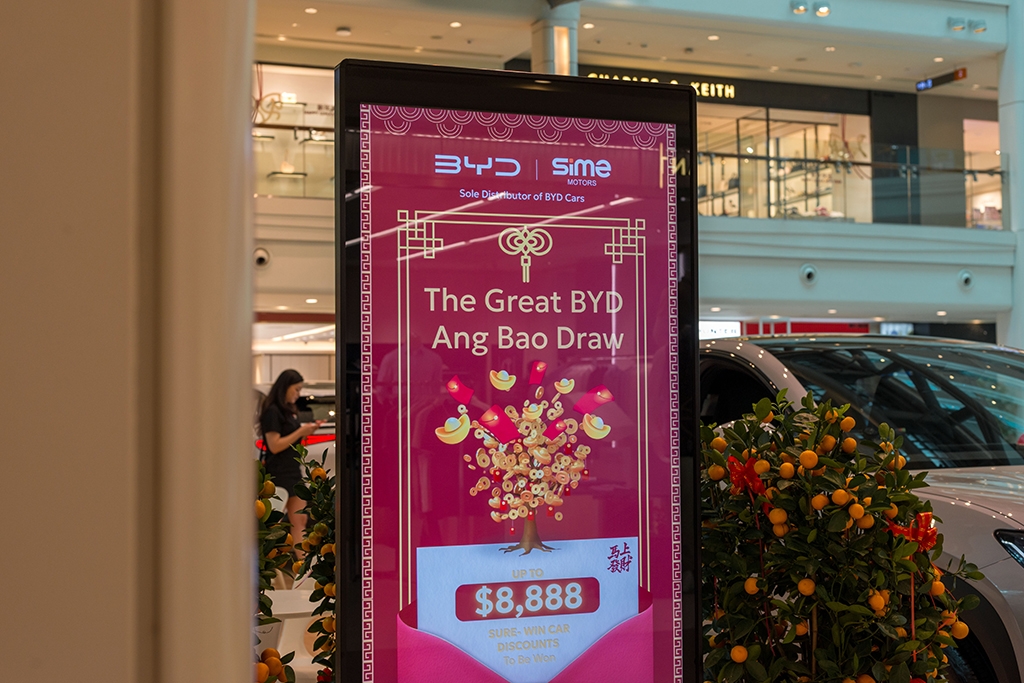 CHARLES & KEITH
BYD | Sime
MOTORS
Sole Distributor of BYD Cars
The Great BYD
Ang Bao Draw
馬上
發財
UP TO
$8,888
SURE- WIN CAR
DISCOUNTS
To Be Won